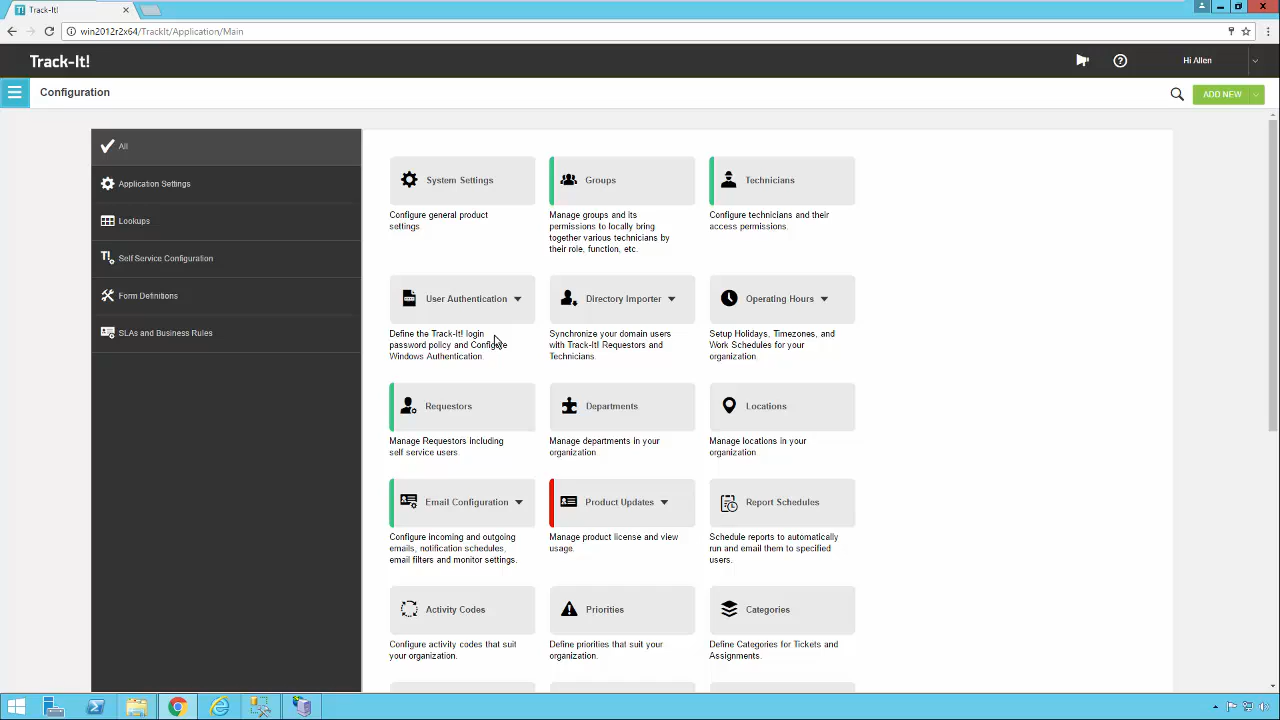 Track-It!
win2012r2x64/TrackIt/Application/Main
Track-It!
Hi Allen
Configuration
ADD NEW
All
Application Settings
Lookups
Self Service Configuration
Form Definitions
SLAs and Business Rules
System Settings
Configure general product
settings.
Groups
Manage groups and its
permissions to locally bring
together various technicians by
their role, function, etc.
Technicians
Configure technicians and their
access permissions.
User Authentication
Define the Track-It! login
password policy and Configure
Windows Authentication.
Directory Importer
Synchronize your domain users
with Track-It! Requestors and
Technicians.
Operating Hours
Setup Holidays, Timezones, and
Work Schedules for your
organization.
Requestors
Manage Requestors including
self service users.
Departments
Manage departments in your
organization
Locations
Manage locations in your
organization
Email Configuration
Configure incoming and outgoing
emails, notification schedules,
email filters and monitor settings.
Product Updates
Manage product license and view
usage.
Report Schedules
Schedule reports to automatically
run and email them to specified
users.
Activity Codes
Configure activity codes that suit
your organization.
Priorities
Define priorities that suit your
organization.
Categories
Define Categories for Tickets and
Assignments.